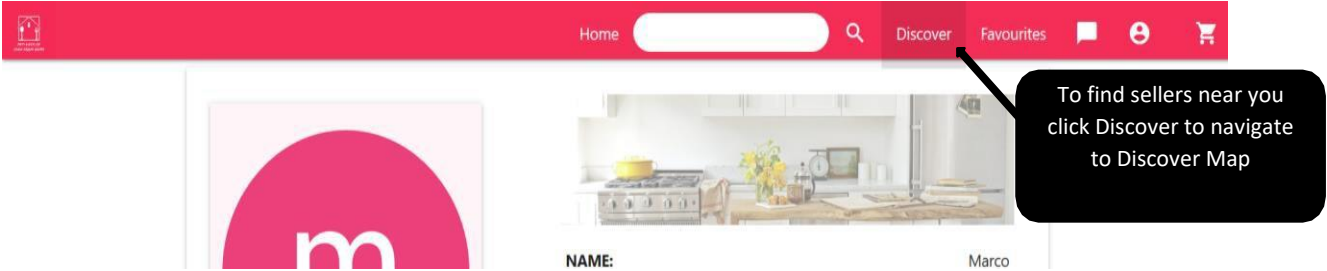 Home
Discover
Favourites
To find sellers near you
click Discover to navigate
to Discover Map
m
NAME:
Marco